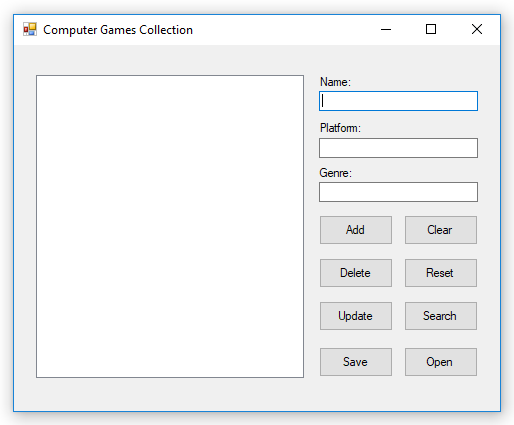 Computer Games Collection
Name:
Platform:
Genre:
Add Clear
Delete Reset
Update Search
Save Open